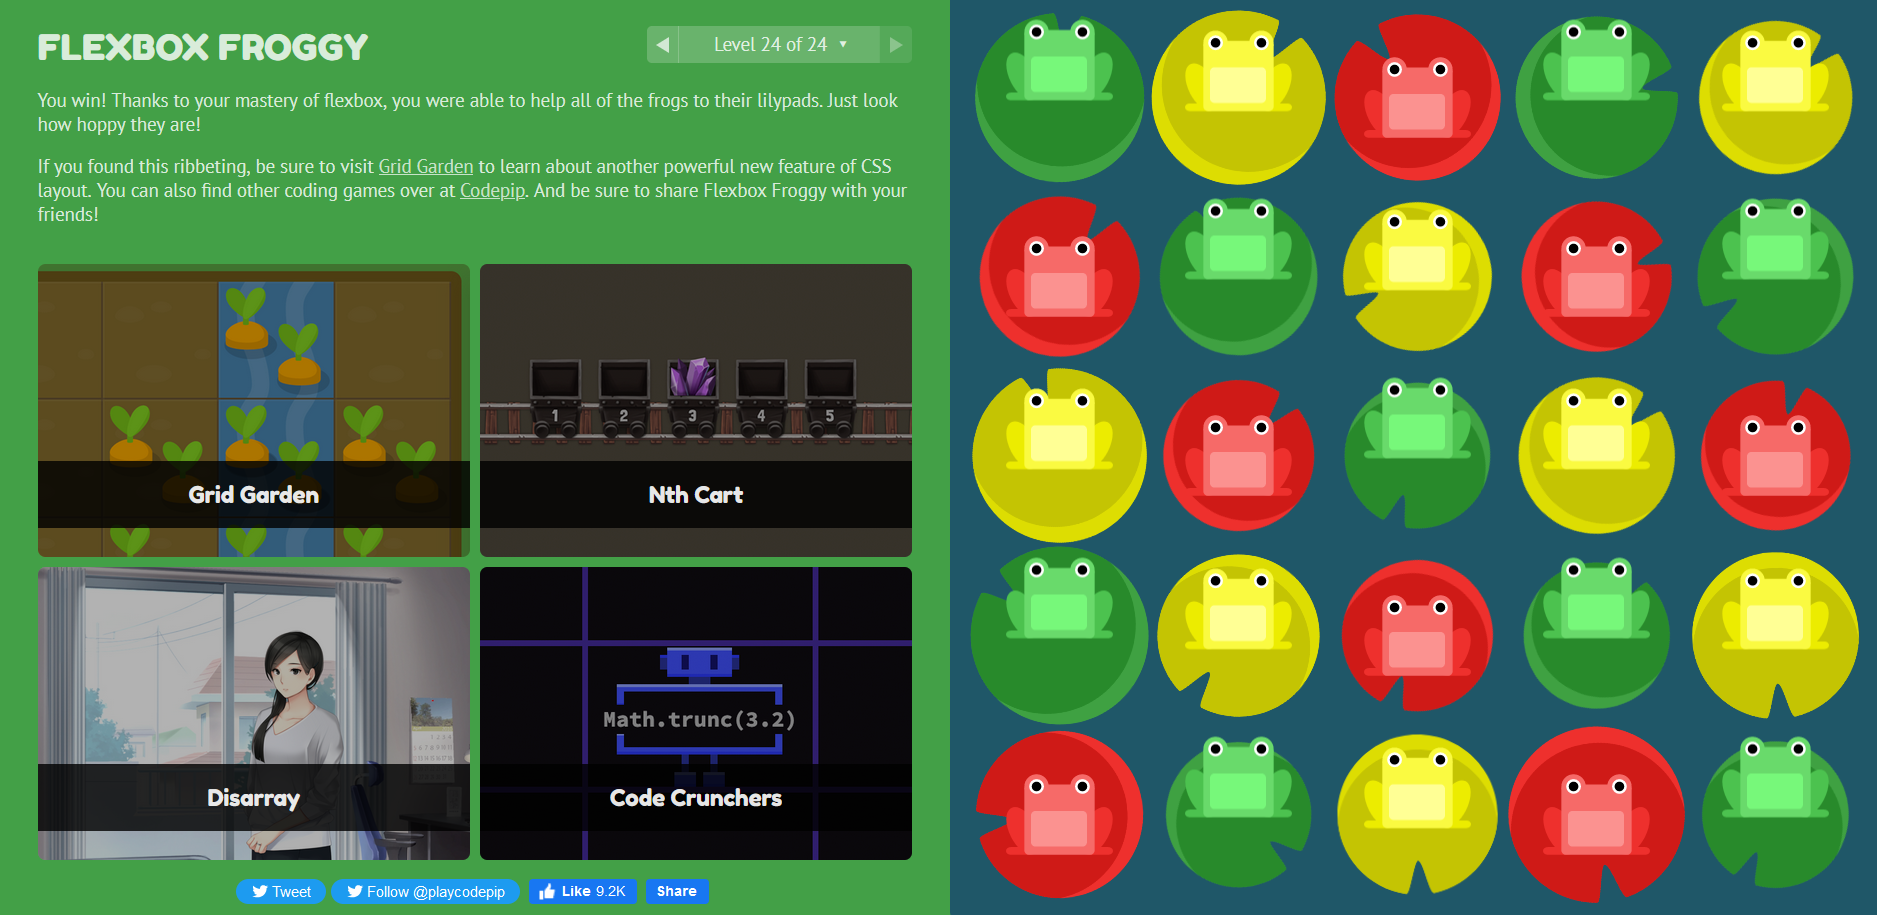 FLEXBOX FROGGY
Level 24 of 24 ▼
You win! Thanks to your mastery of flexbox, you were able to help all of the frogs to their lilypads. Just look
how hoppy they are!
If you found this ribbeting, be sure to visit Grid Garden to learn about another powerful new feature of CSS
layout. You can also find other coding games over at Codepip. And be sure to share Flexbox Froggy with your
friends!
1 2 3 4 5
Grid Garden
Nth Cart
Math.trunc(3.2)
Disarray
Code Crunchers
Tweet
Follow @playcodepip
Like 9.2K
Share